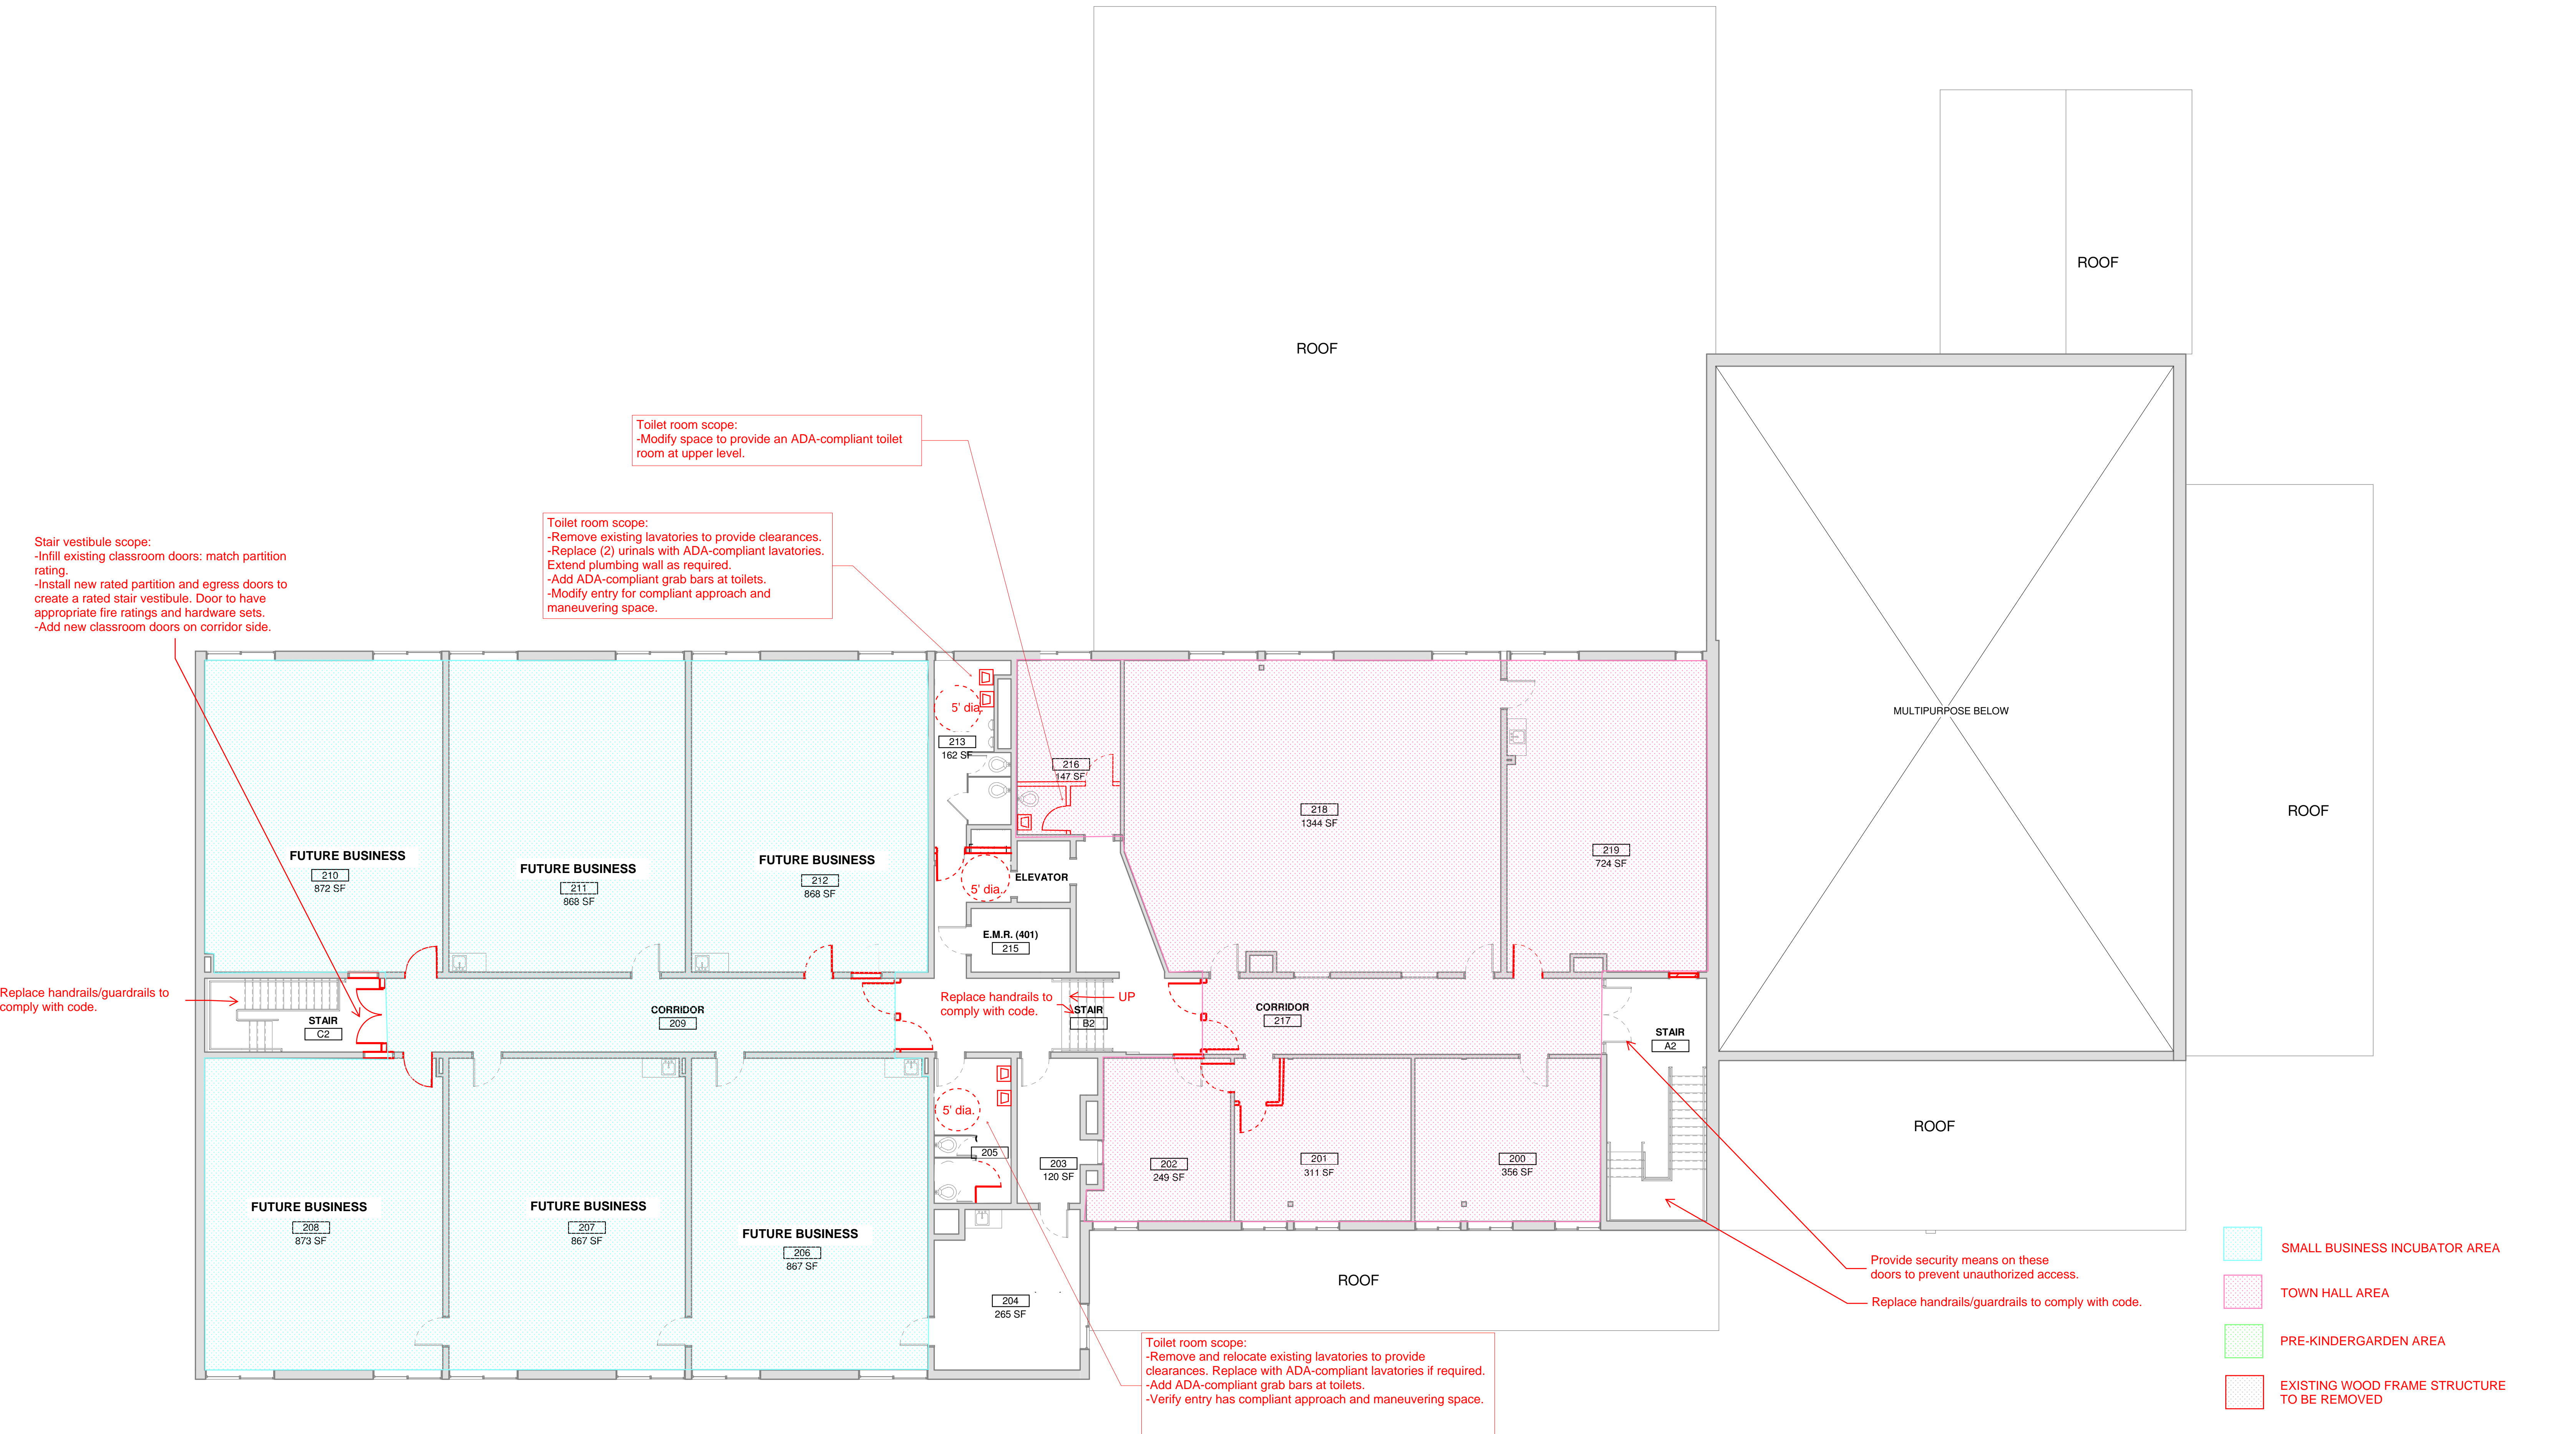 ROOF
ROOF
Toilet room scope:
-Modify space to provide an ADA-compliant toilet
room at upper level.
Toilet room scope:
-Remove existing lavatories to provide clearances.
-Replace (2) urinals with ADA-compliant lavatories.
Extend plumbing wall as required.
-Add ADA-compliant grab bars at toilets.
-Modify entry for compliant approach and
maneuvering space.
Stair vestibule scope:
-Infill existing classroom doors: match partition
rating.
-Install new rated partition and egress doors to
create a rated stair vestibule. Door to have
appropriate fire ratings and hardware sets.
-Add new classroom doors on corridor side.
5' dia.
213
162 SF
216
147 SF
218
1344 SF
219
724 SF
MULTIPURPOSE BELOW
ROOF
FUTURE BUSINESS
210
872 SF
FUTURE BUSINESS
211
868 SF
FUTURE BUSINESS
212
868 SF
ELEVATOR
5' dia.
E.M.R. (401)
215
Replace handrails/guardrails to
comply with code.
STAIR
C2
CORRIDOR
209
Replace handrails to
comply with code.
UP
STAIR
B2
CORRIDOR
217
STAIR
A2
5' dia.
205
203
120 SF
202
249 SF
201
311 SF
200
356 SF
ROOF
FUTURE BUSINESS
208
873 SF
FUTURE BUSINESS
207
867 SF
FUTURE BUSINESS
206
867 SF
204
265 SF
ROOF
Provide security means on these
doors to prevent unauthorized access.
Replace handrails/guardrails to comply with code.
Toilet room scope:
-Remove and relocate existing lavatories to provide
clearances. Replace with ADA-compliant lavatories if required.
-Add ADA-compliant grab bars at toilets.
-Verify entry has compliant approach and maneuvering space.
SMALL BUSINESS INCUBATOR AREA
TOWN HALL AREA
PRE-KINDERGARDEN AREA
EXISTING WOOD FRAME STRUCTURE
TO BE REMOVED